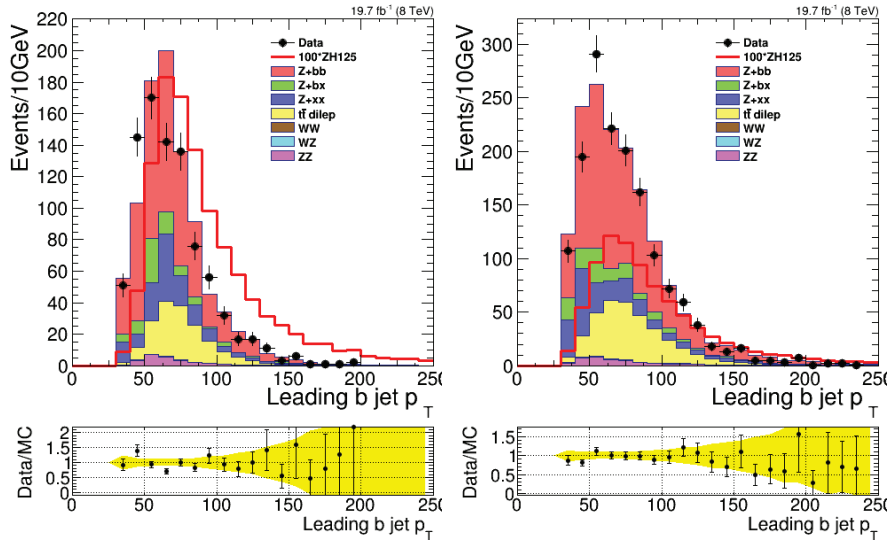 19.7 fb⁻¹ (8 TeV)
Events/10GeV
220
200
180
160
140
120
100
80
60
40
20
0
Data
100*ZH125
Z+bb
Z+bx
Z+xx
tt̄ dilep
WW
WZ
ZZ
0 50 100 150 200 250
Leading b jet p_T
Data/MC
2
1.5
1
0.5
0
0 50 100 150 200 250
Leading b jet p_T
19.7 fb⁻¹ (8 TeV)
Events/10GeV
300
250
200
150
100
50
0
Data
100*ZH125
Z+bb
Z+bx
Z+xx
tt̄ dilep
WW
WZ
ZZ
0 50 100 150 200 250
Leading b jet p_T
Data/MC
1.5
1
0.5
0
0 50 100 150 200 250
Leading b jet p_T